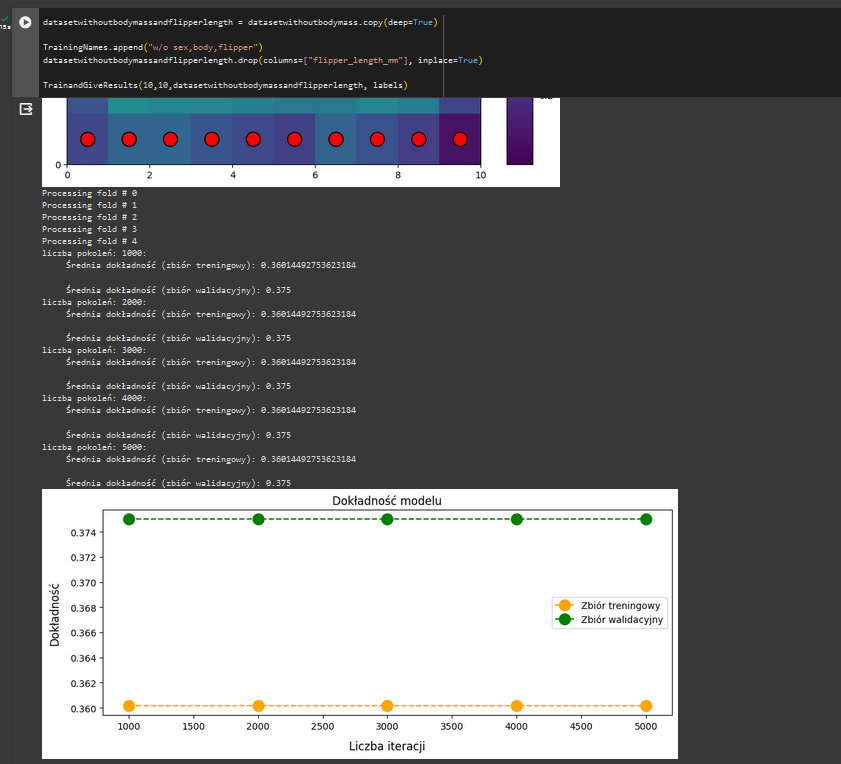 datasetwithoutbodymassandflipperlength = datasetwithoutbodymass.copy(deep=True)
TrainingNames.append("w/o sex,body,flipper")
datasetwithoutbodymassandflipperlength.drop(columns=["flipper_length_mm"], inplace=True)
TrainandGiveResults(10,10,datasetwithoutbodymassandflipperlength, labels)
0
0 2 4 6 8 10
Processing fold # 0
Processing fold # 1
Processing fold # 2
Processing fold # 3
Processing fold # 4
liczba pokoleń: 1000:
Średnia dokładność (zbiór treningowy): 0.36014492753623184
Średnia dokładność (zbiór walidacyjny): 0.375
liczba pokoleń: 2000:
Średnia dokładność (zbiór treningowy): 0.36014492753623184
Średnia dokładność (zbiór walidacyjny): 0.375
liczba pokoleń: 3000:
Średnia dokładność (zbiór treningowy): 0.36014492753623184
Średnia dokładność (zbiór walidacyjny): 0.375
liczba pokoleń: 4000:
Średnia dokładność (zbiór treningowy): 0.36014492753623184
Średnia dokładność (zbiór walidacyjny): 0.375
liczba pokoleń: 5000:
Średnia dokładność (zbiór treningowy): 0.36014492753623184
Średnia dokładność (zbiór walidacyjny): 0.375
Dokładność modelu
0.374
0.372
0.370
0.368
0.366
0.364
0.362
0.360
Dokładność
Zbiór treningowy
Zbiór walidacyjny
1000 1500 2000 2500 3000 3500 4000 4500 5000
Liczba iteracji